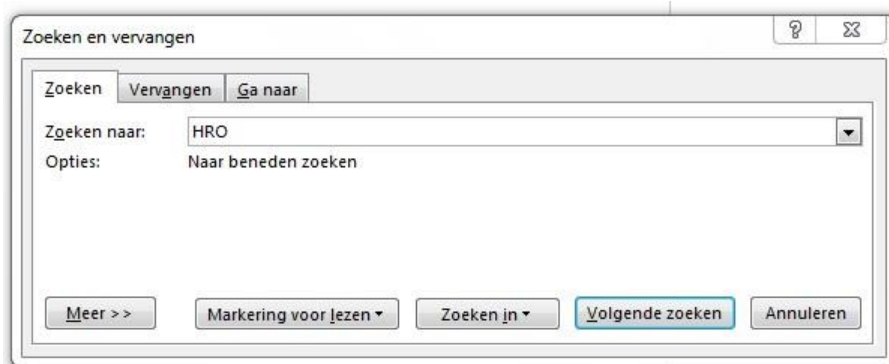 Zoeken en vervangen
Zoeken Vervangen Ga naar
Zoeken naar: HRO
Opties: Naar beneden zoeken
Meer >> Markering voor lezen Zoeken in Volgende zoeken Annuleren